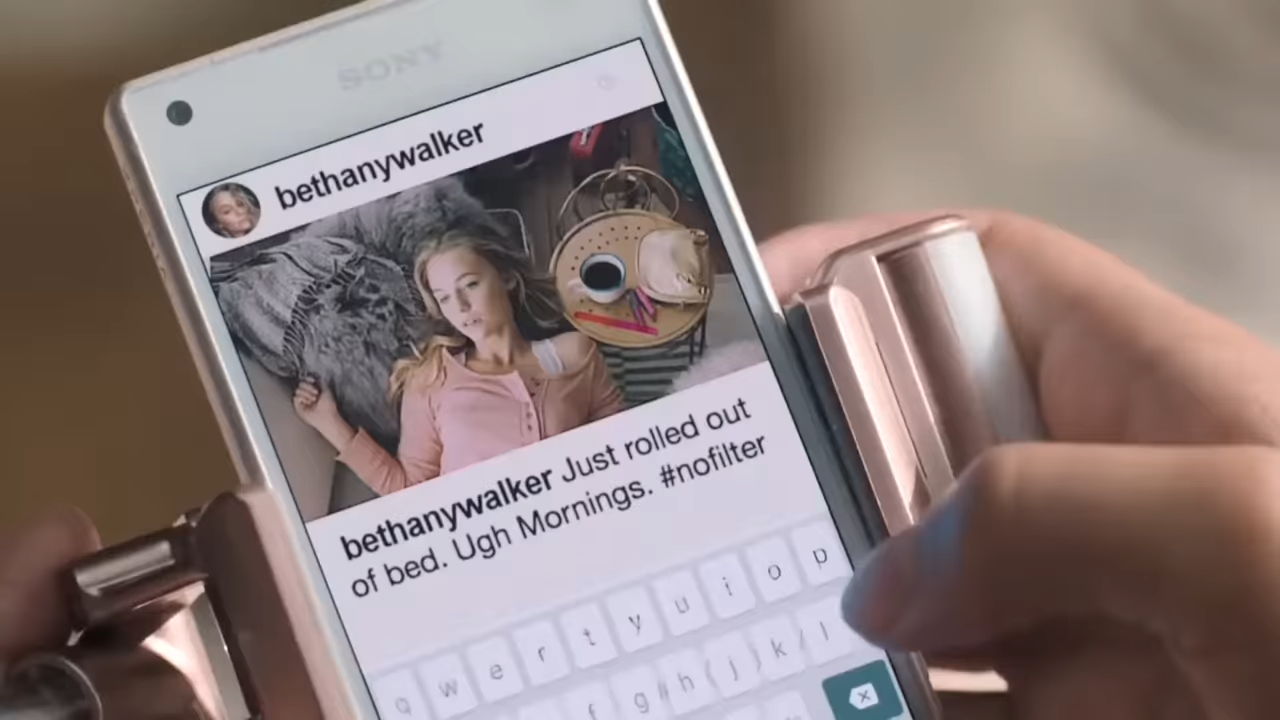 SONY
bethanywalker
bethanywalker Just rolled out
of bed. Ugh Mornings. #nofilter
q w e r t y u i o p
f g # h ( j ) k / l